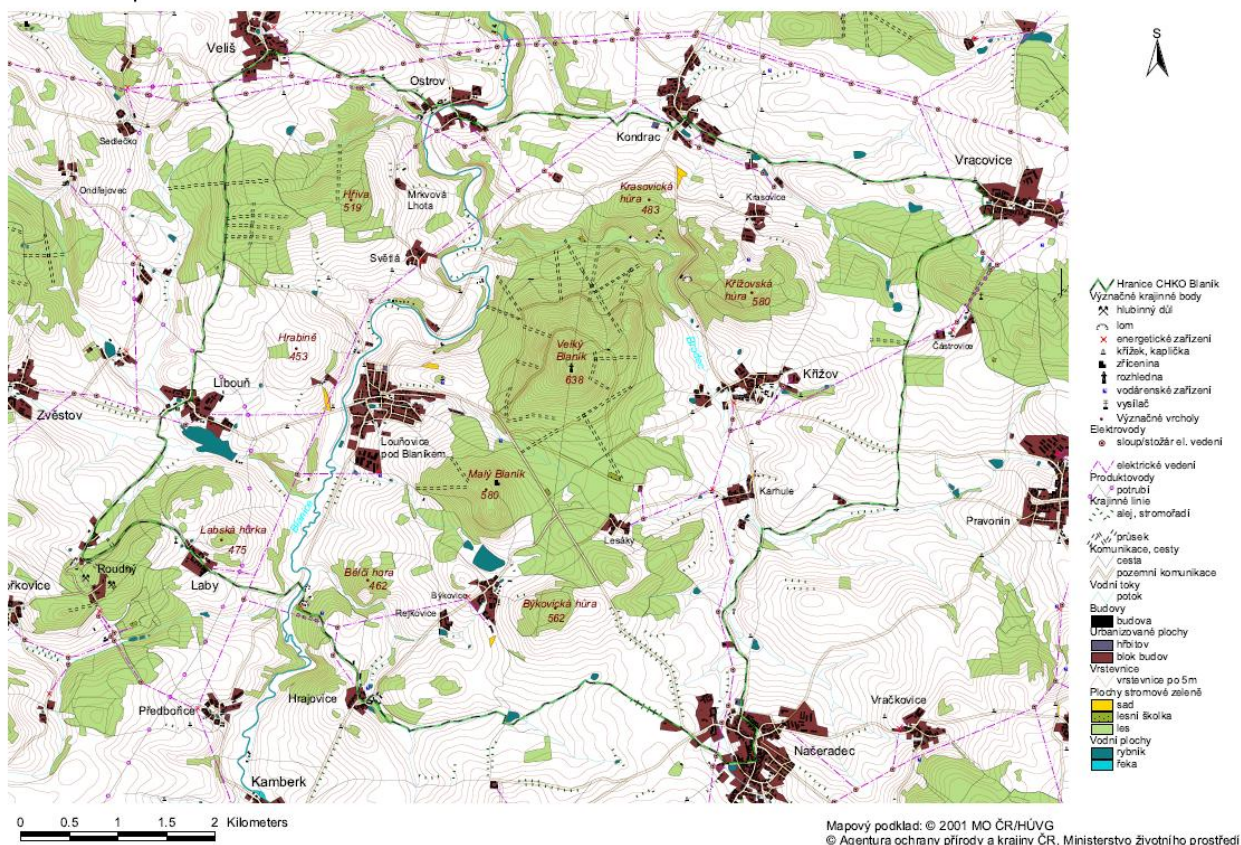 S
Veliš
Ostrov
Sedlečko
Kondrac
Vracovice
Ondřejovec
Hříva
519
Mrkvová
Lhota
Krasovická
hůra
483
Krasovice
Světlá
Křížovská
hůra
580
Hrabině
453
Velký
Blaník
638
Brodec
Částrovice
Křížov
Libouň
Zvěstov
Louňovice
pod Blaníkem
Malý Blaník
580
Karhule
Pravonín
Blanice
Lesáky
Labská hůrka
475
Roudný
Laby
Bělčí hora
462
Býkovice
Rejkovice
Býkovická hůra
562
Hrajovice
Předbořice
Vračkovice
Načeradec
Kamberk
Hranice CHKO Blaník
Význačné krajinné body
hlubinný důl
lom
energetické zařízení
křížek, kaplička
zřícenina
rozhledna
vodárenské zařízení
vysílač
Význačné vrcholy
Elektrovody
sloup/stožár el. vedení
elektrické vedení
Produktovody
potrubí
Krajinné linie
alej, stromořadí
průsek
Komunikace, cesty
cesta
pozemní komunikace
Vodní toky
potok
Budovy
budova
Urbanizované plochy
hřbitov
blok budov
Vrstevnice
vrstevnice po 5m
Plochy stromové zeleně
sad
lesní školka
les
Vodní plochy
rybník
řeka
0 0.5 1 1.5 2 Kilometers
Mapový podklad: © 2001 MO ČR/HÚVG
© Agentura ochrany přírody a krajiny ČR, Ministerstvo životního prostředí